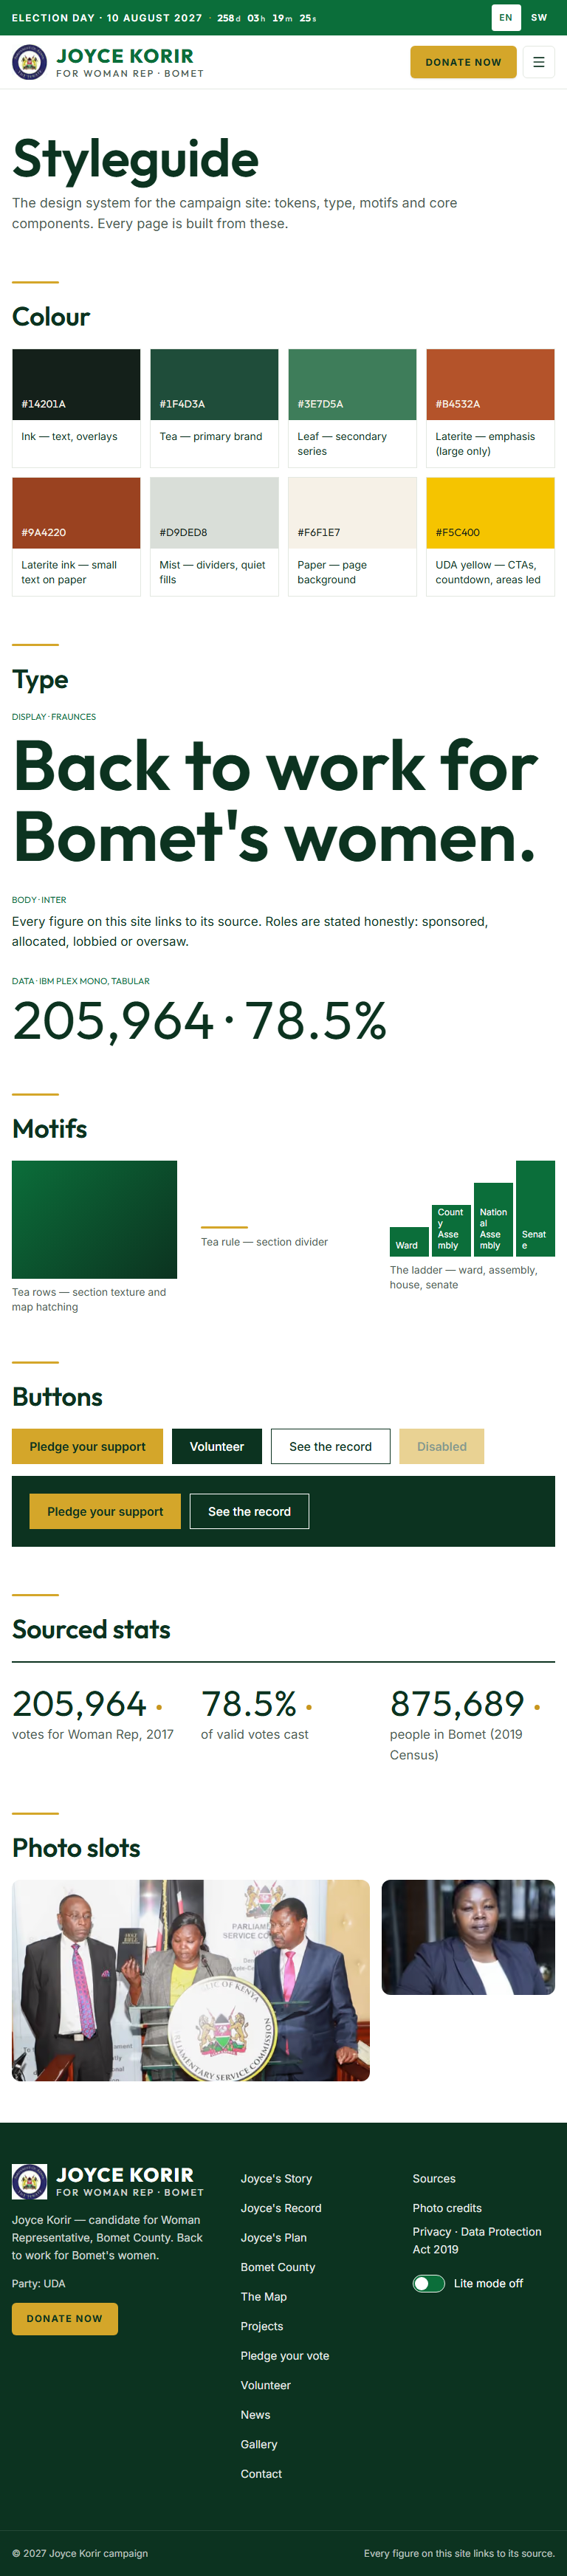 ELECTION DAY · 10 AUGUST 2027 · 258d 03h 19m 25s
EN SW
JOYCE KORIR
FOR WOMAN REP · BOMET
DONATE NOW
Styleguide
The design system for the campaign site: tokens, type, motifs and core
components. Every page is built from these.
Colour
#14201A
Ink — text, overlays
#1F4D3A
Tea — primary brand
#3E7D5A
Leaf — secondary
series
#B4532A
Laterite — emphasis
(large only)
#9A4220
Laterite ink — small
text on paper
#D9DED8
Mist — dividers, quiet
fills
#F6F1E7
Paper — page
background
#F5C400
UDA yellow — CTAs,
countdown, areas led
Type
DISPLAY · FRAUNCES
Back to work for
Bomet's women.
BODY · INTER
Every figure on this site links to its source. Roles are stated honestly: sponsored,
allocated, lobbied or oversaw.
DATA · IBM PLEX MONO, TABULAR
205,964 · 78.5%
Motifs
Tea rows — section texture and
map hatching
Tea rule — section divider
Ward
Count
y
Asse
mbly
Nation
al
Asse
mbly
Senat
e
The ladder — ward, assembly,
house, senate
Buttons
Pledge your support
Volunteer
See the record
Disabled
Pledge your support
See the record
Sourced stats
205,964
votes for Woman Rep, 2017
78.5%
of valid votes cast
875,689
people in Bomet (2019
Census)
Photo slots
HOLY
BIBLE
PARLIAM
SERVICE CO
JOYCE KORIR
FOR WOMAN REP · BOMET
Joyce Korir — candidate for Woman
Representative, Bomet County. Back
to work for Bomet's women.
Party: UDA
DONATE NOW
Joyce's Story
Joyce's Record
Joyce's Plan
Bomet County
The Map
Projects
Pledge your vote
Volunteer
News
Gallery
Contact
Sources
Photo credits
Privacy · Data Protection
Act 2019
Lite mode off
© 2027 Joyce Korir campaign
Every figure on this site links to its source.